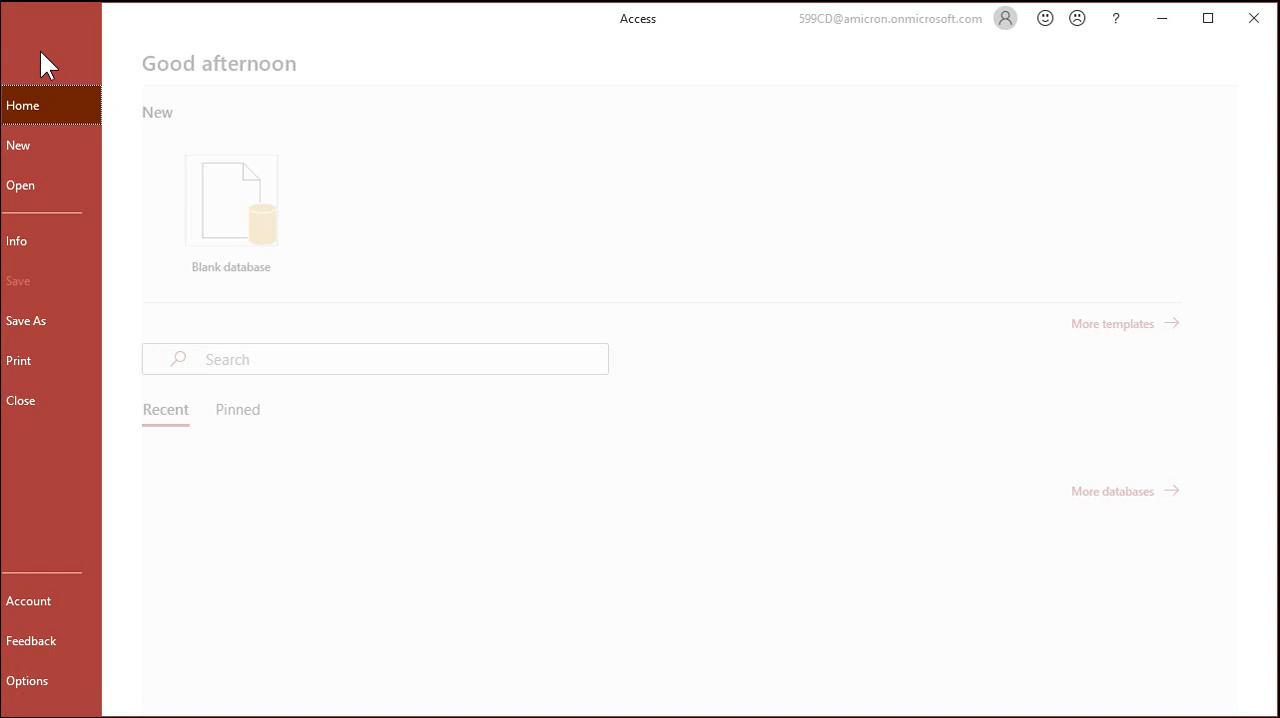 Access
599CD@amicron.onmicrosoft.com
?
Good afternoon
Home
New
New
Open
Info
Blank database
Save
Save As
More templates
Print
Search
Close
Recent
Pinned
More databases
Account
Feedback
Options